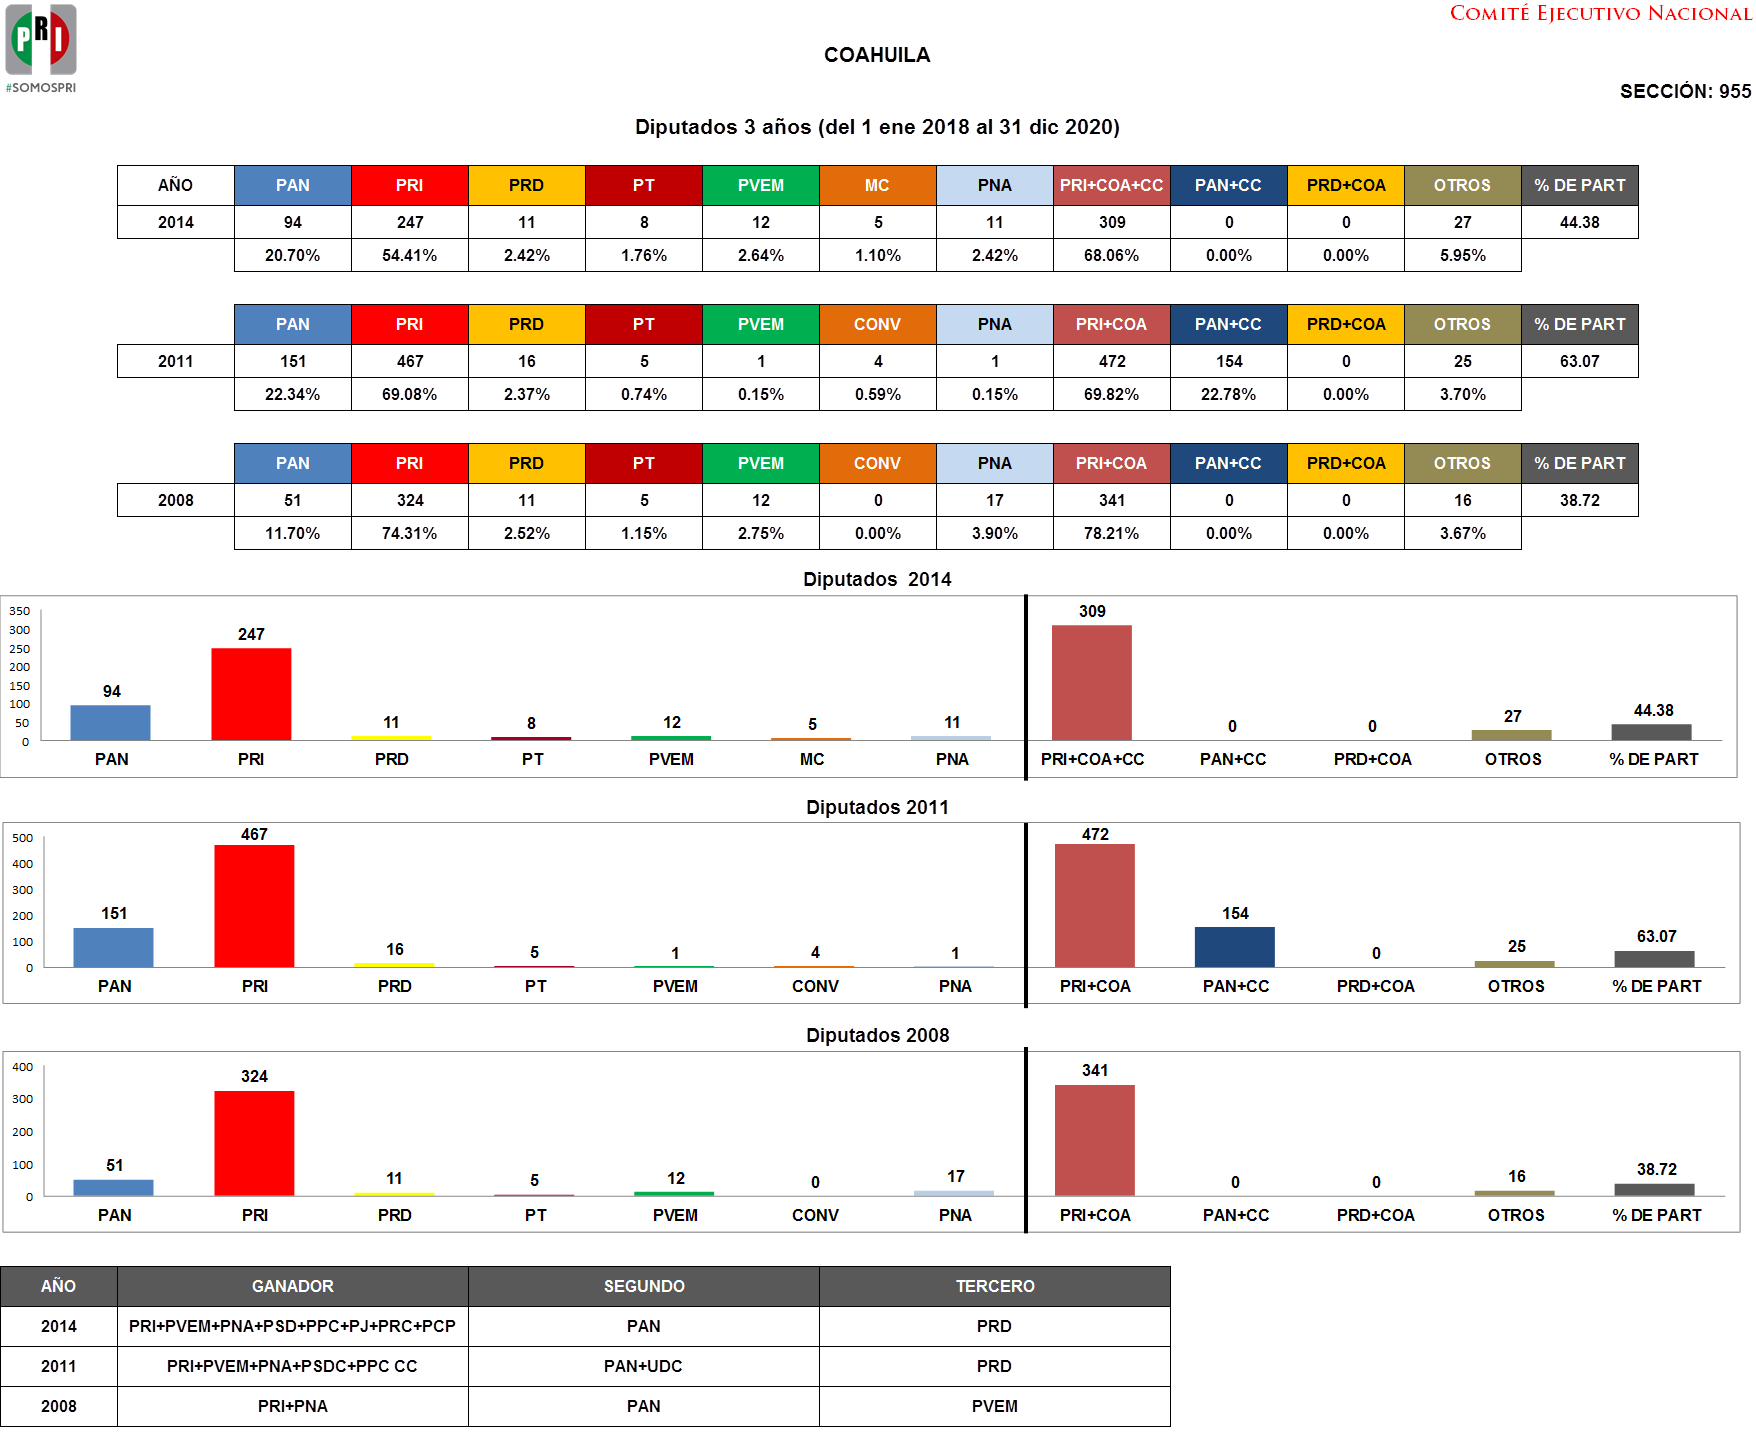 PRI
#SOMOSPRI
COMITÉ EJECUTIVO NACIONAL
COAHUILA
SECCIÓN: 955
Diputados 3 años (del 1 ene 2018 al 31 dic 2020)
AÑO PAN PRI PRD PT PVEM MC PNA PRI+COA+CC PAN+CC PRD+COA OTROS % DE PART
2014 94 247 11 8 12 5 11 309 0 0 27 44.38
20.70% 54.41% 2.42% 1.76% 2.64% 1.10% 2.42% 68.06% 0.00% 0.00% 5.95%
PAN PRI PRD PT PVEM CONV PNA PRI+COA PAN+CC PRD+COA OTROS % DE PART
2011 151 467 16 5 1 4 1 472 154 0 25 63.07
22.34% 69.08% 2.37% 0.74% 0.15% 0.59% 0.15% 69.82% 22.78% 0.00% 3.70%
PAN PRI PRD PT PVEM CONV PNA PRI+COA PAN+CC PRD+COA OTROS % DE PART
2008 51 324 11 5 12 0 17 341 0 0 16 38.72
11.70% 74.31% 2.52% 1.15% 2.75% 0.00% 3.90% 78.21% 0.00% 0.00% 3.67%
Diputados 2014
350
300
250
200
150
100
50
0
94 247 11 8 12 5 11 309 0 0 27 44.38
PAN PRI PRD PT PVEM MC PNA PRI+COA+CC PAN+CC PRD+COA OTROS % DE PART
Diputados 2011
500
400
300
200
100
0
151 467 16 5 1 4 1 472 154 0 25 63.07
PAN PRI PRD PT PVEM CONV PNA PRI+COA PAN+CC PRD+COA OTROS % DE PART
Diputados 2008
400
300
200
100
0
51 324 11 5 12 0 17 341 0 0 16 38.72
PAN PRI PRD PT PVEM CONV PNA PRI+COA PAN+CC PRD+COA OTROS % DE PART
AÑO GANADOR SEGUNDO TERCERO
2014 PRI+PVEM+PNA+PSD+PPC+PJ+PRC+PCP PAN PRD
2011 PRI+PVEM+PNA+PSDC+PPC CC PAN+UDC PRD
2008 PRI+PNA PAN PVEM